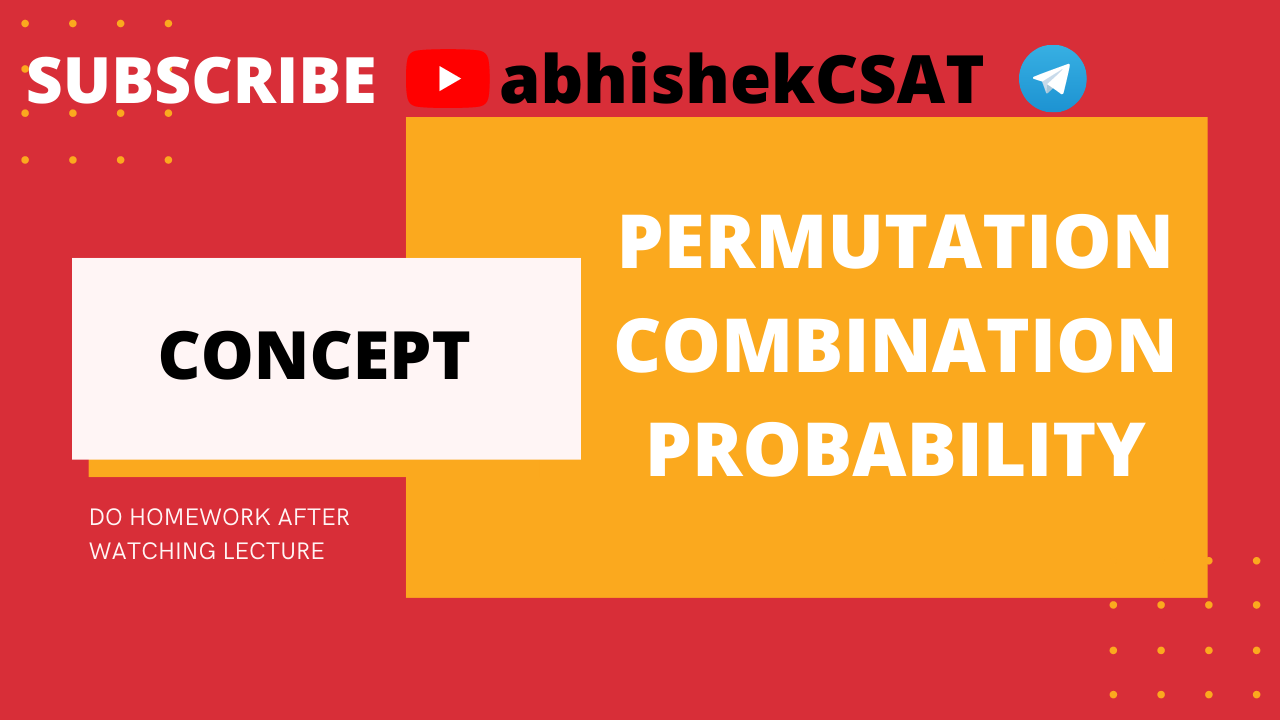 SUBSCRIBE abhishekCSAT
PERMUTATION
COMBINATION
PROBABILITY
CONCEPT
DO HOMEWORK AFTER
WATCHING LECTURE